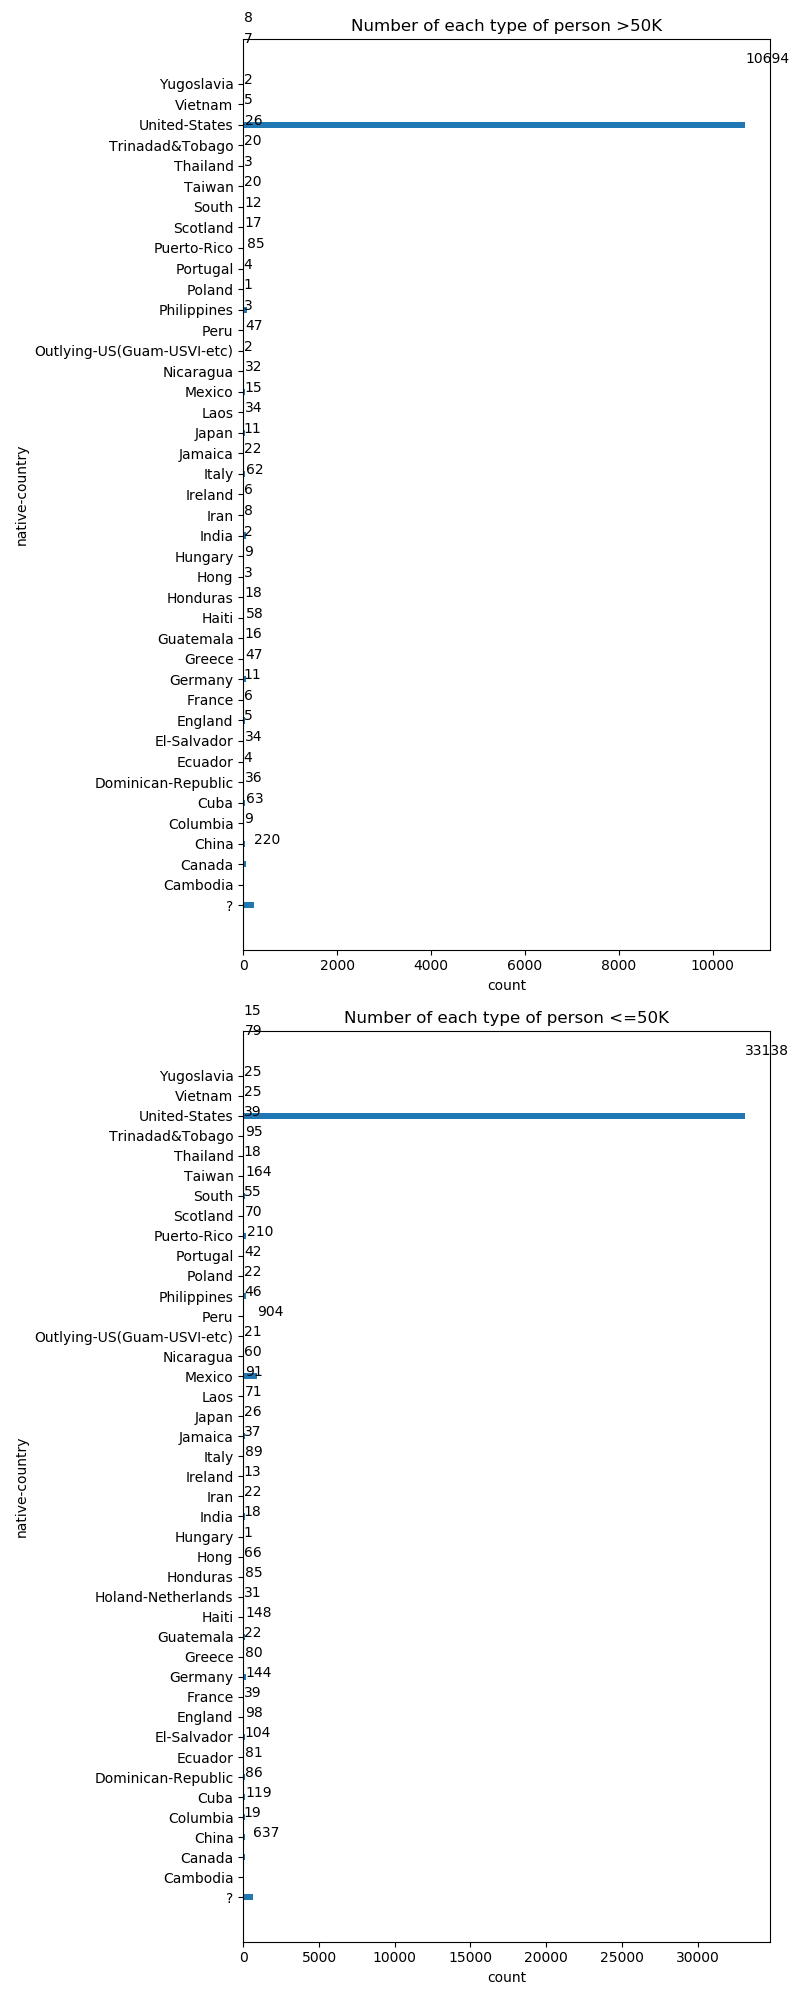 8
Number of each type of person >50K
7
10694
Yugoslavia 2
Vietnam 5
United-States 26
Trinadad&Tobago 20
Thailand 3
Taiwan 20
South 12
Scotland 17
Puerto-Rico 85
Portugal 4
Poland 1
Philippines 3
Peru 47
Outlying-US(Guam-USVI-etc) 2
Nicaragua 32
Mexico 15
Laos 34
Japan 11
Jamaica 22
Italy 62
Ireland 6
Iran 8
India 2
Hungary 9
Hong 3
Honduras 18
Haiti 58
Guatemala 16
Greece 47
Germany 11
France 6
England 5
El-Salvador 34
Ecuador 4
Dominican-Republic 36
Cuba 63
Columbia 9
China 220
Canada
Cambodia
?
native-country
0 2000 4000 6000 8000 10000
count
15
Number of each type of person <=50K
79
33138
Yugoslavia 25
Vietnam 25
United-States 39
Trinadad&Tobago 95
Thailand 18
Taiwan 164
South 55
Scotland 70
Puerto-Rico 210
Portugal 42
Poland 22
Philippines 46
Peru 904
Outlying-US(Guam-USVI-etc) 21
Nicaragua 60
Mexico 91
Laos 71
Japan 26
Jamaica 37
Italy 89
Ireland 13
Iran 22
India 18
Hungary 1
Hong 66
Honduras 85
Holand-Netherlands 31
Haiti 148
Guatemala 22
Greece 80
Germany 144
France 39
England 98
El-Salvador 104
Ecuador 81
Dominican-Republic 86
Cuba 119
Columbia 19
China 637
Canada
Cambodia
?
native-country
0 5000 10000 15000 20000 25000 30000
count